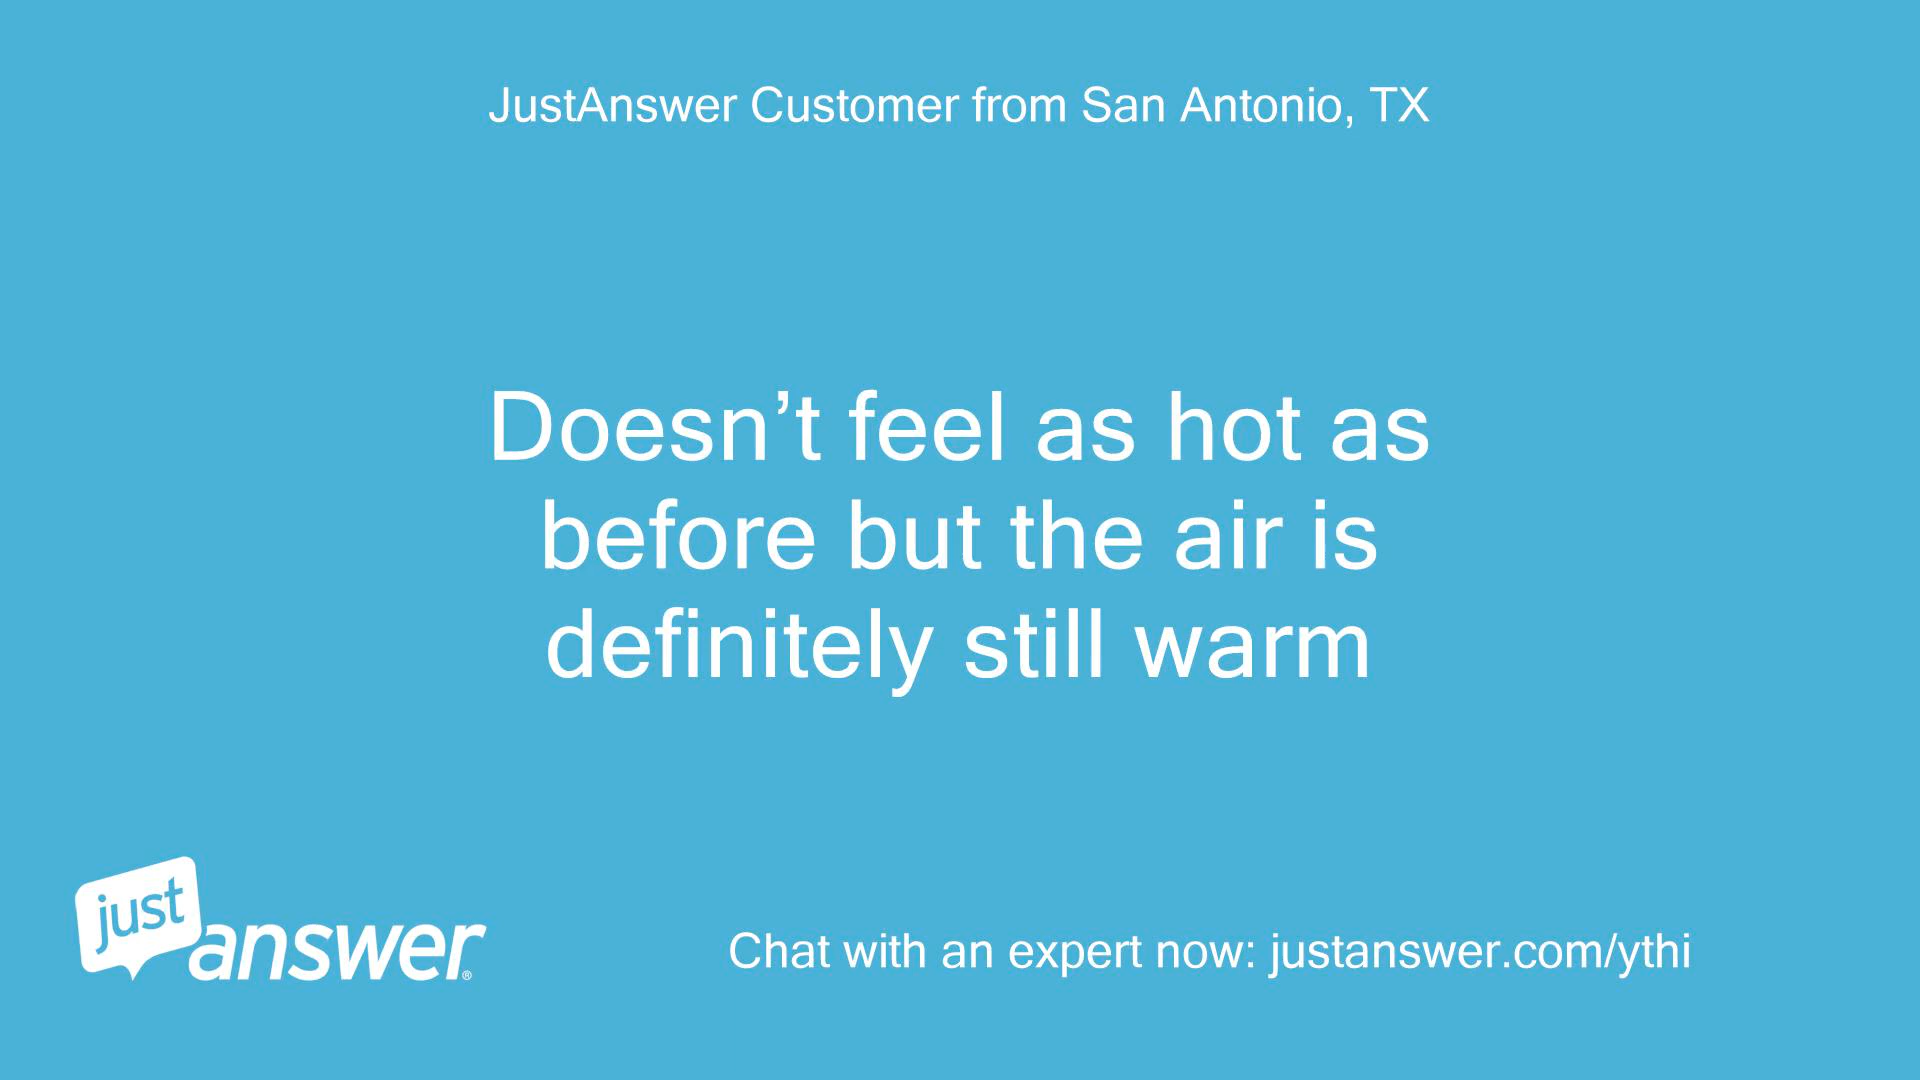 JustAnswer Customer from San Antonio, TX
Doesn’t feel as hot as
before but the air is
definitely still warm
just
answer®
Chat with an expert now: justanswer.com/ythi